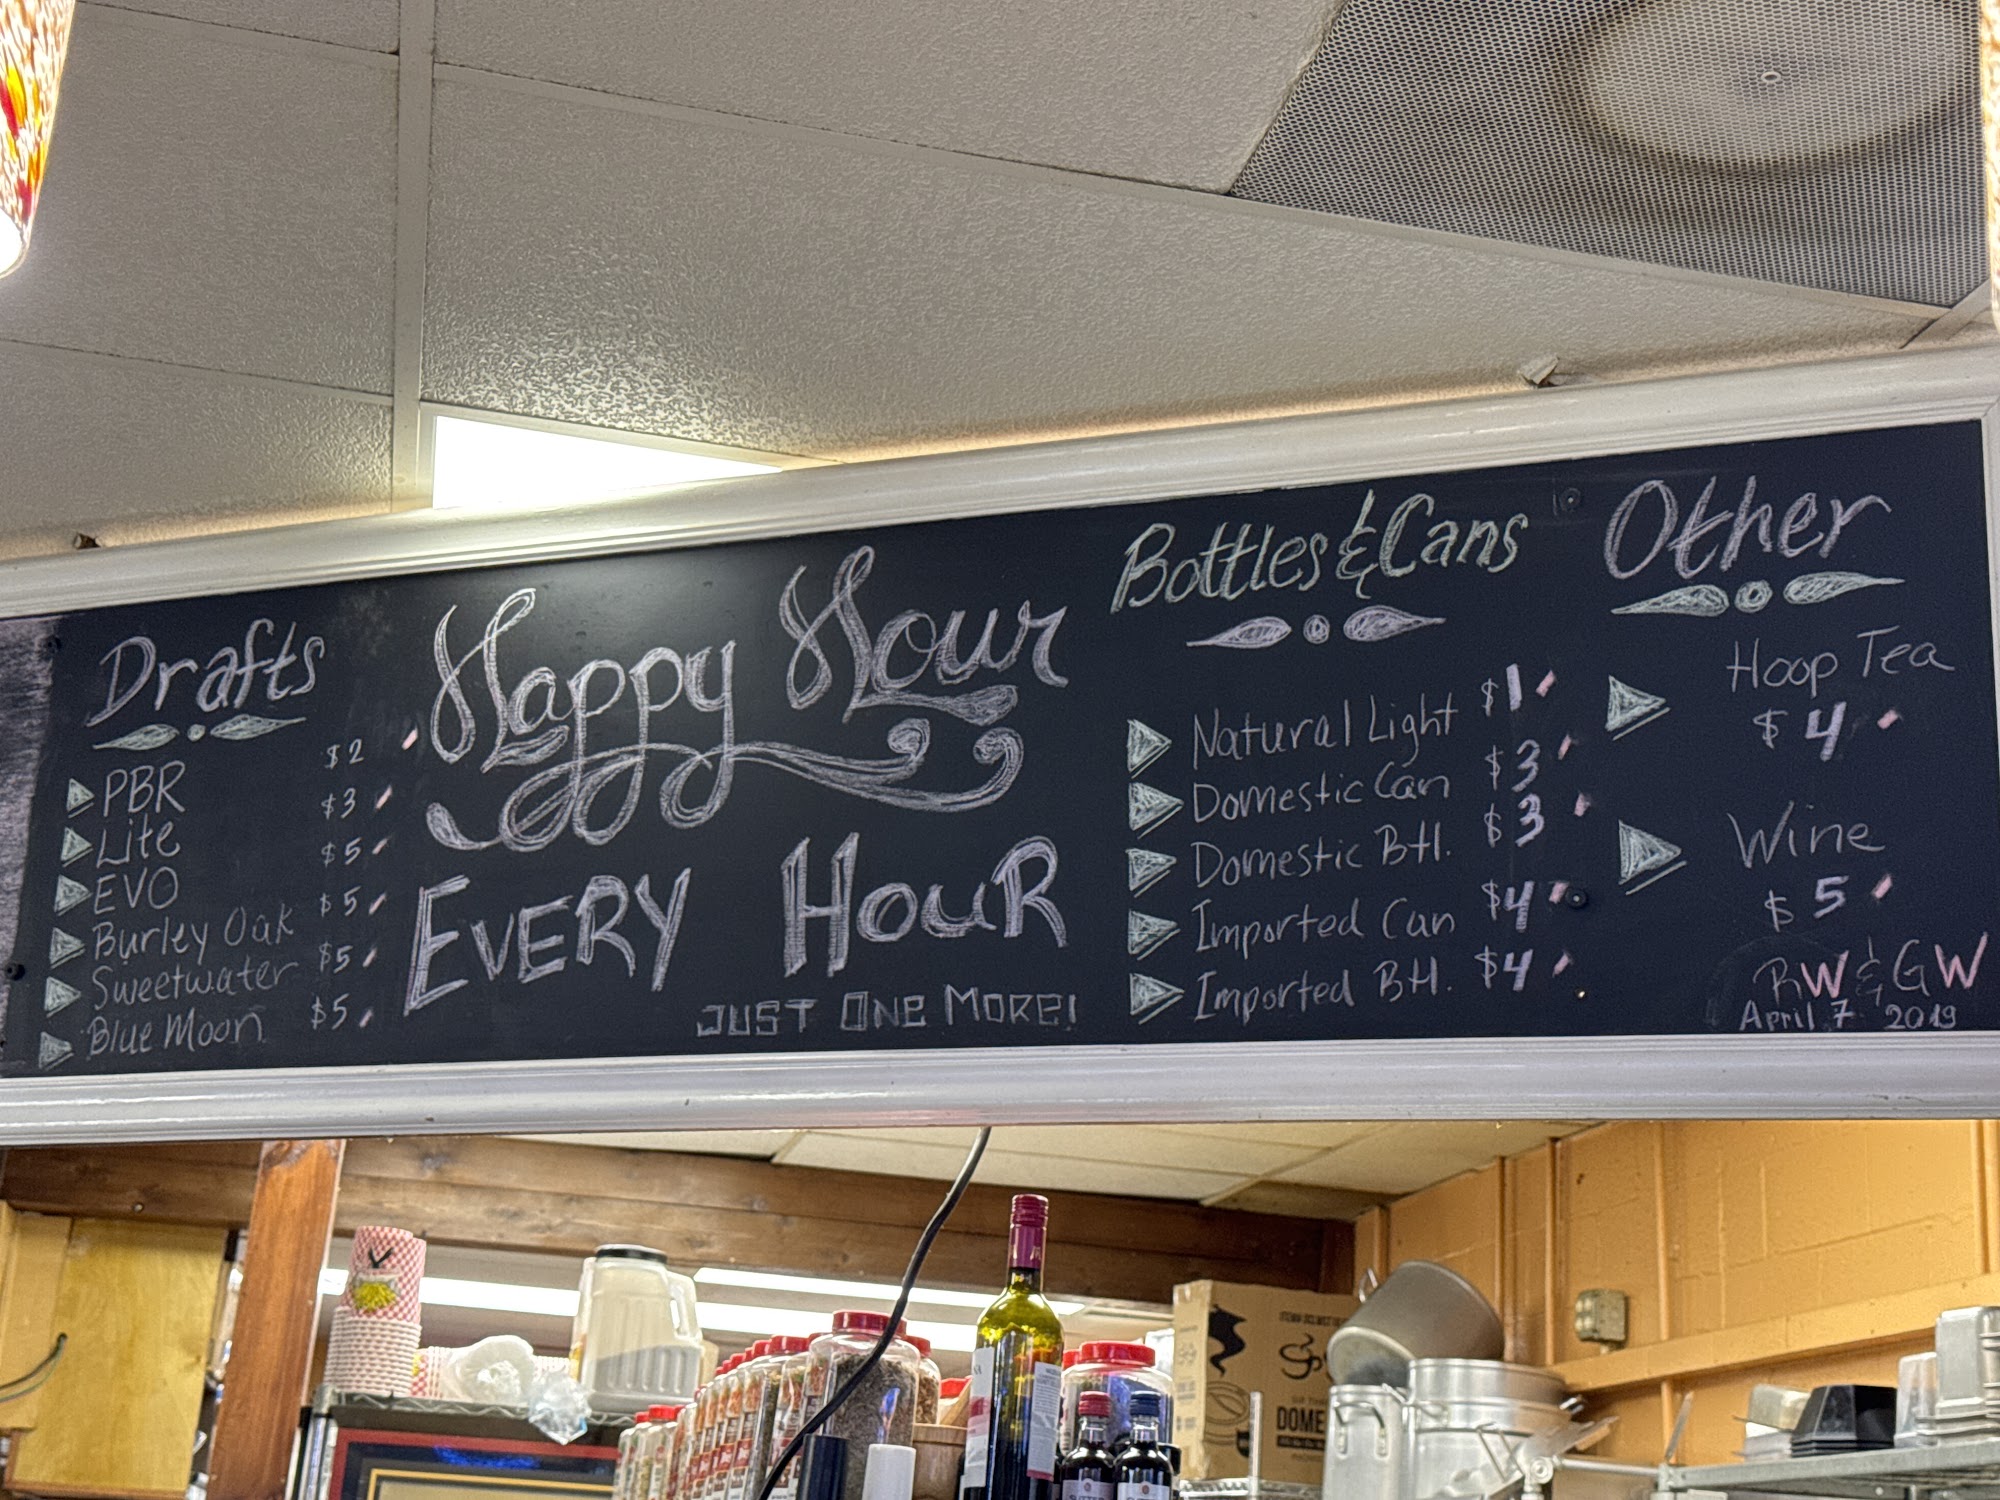 Drafts
PBR $2
Lite $3
EVO $5
Burley Oak $5
Sweetwater $5
Blue Moon $5
Happy Hour
EVERY HOUR
JUST ONE MORE!
Bottles & Cans
Natural Light $1
Domestic Can $3
Domestic Btl. $3
Imported Can $4
Imported Btl. $4
Other
Hoop Tea
$4
Wine
$5
RW & GW
April 7 2019
DOME